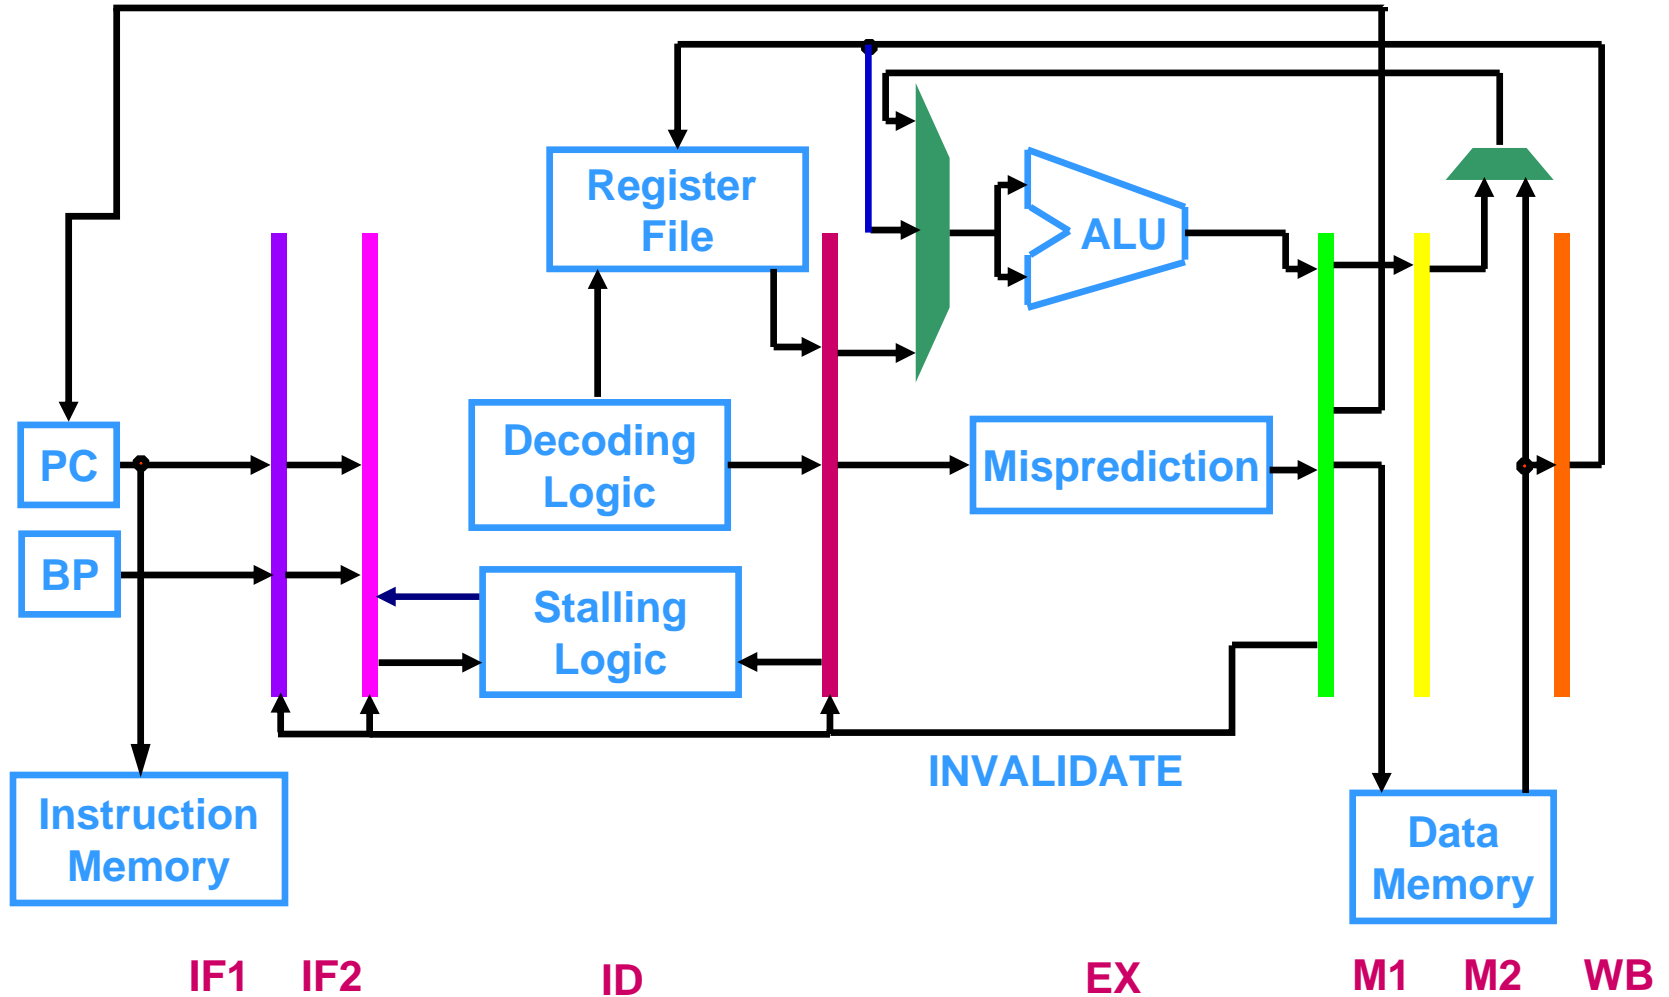 Register
File
ALU
PC
Decoding
Logic
Misprediction
BP
Stalling
Logic
INVALIDATE
Instruction
Memory
Data
Memory
IF1 IF2 ID EX M1 M2 WB